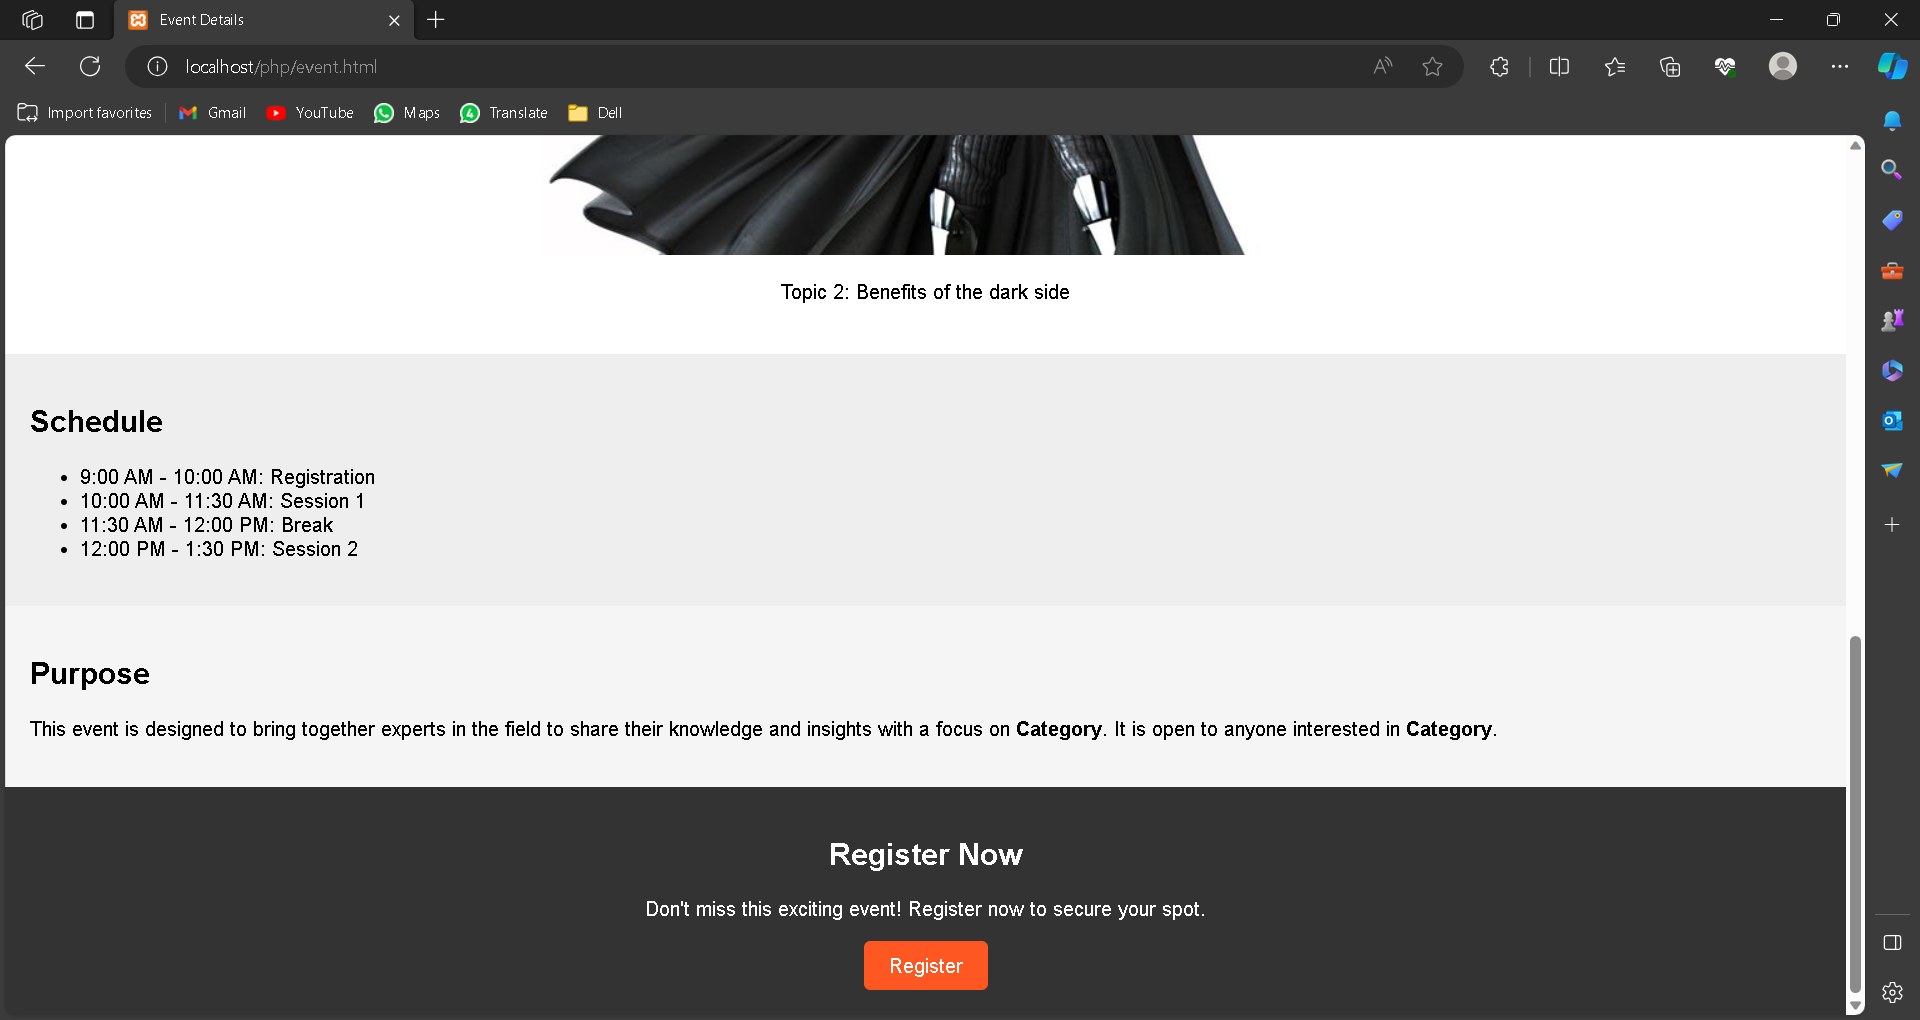 Event Details
localhost/php/event.html
Import favorites
Gmail
YouTube
Maps
4
Translate
Dell
Topic 2: Benefits of the dark side
Schedule
• 9:00 AM - 10:00 AM: Registration
• 10:00 AM - 11:30 AM: Session 1
• 11:30 AM - 12:00 PM: Break
• 12:00 PM - 1:30 PM: Session 2
Purpose
This event is designed to bring together experts in the field to share their knowledge and insights with a focus on Category. It is open to anyone interested in Category.
Register Now
Don't miss this exciting event! Register now to secure your spot.
Register